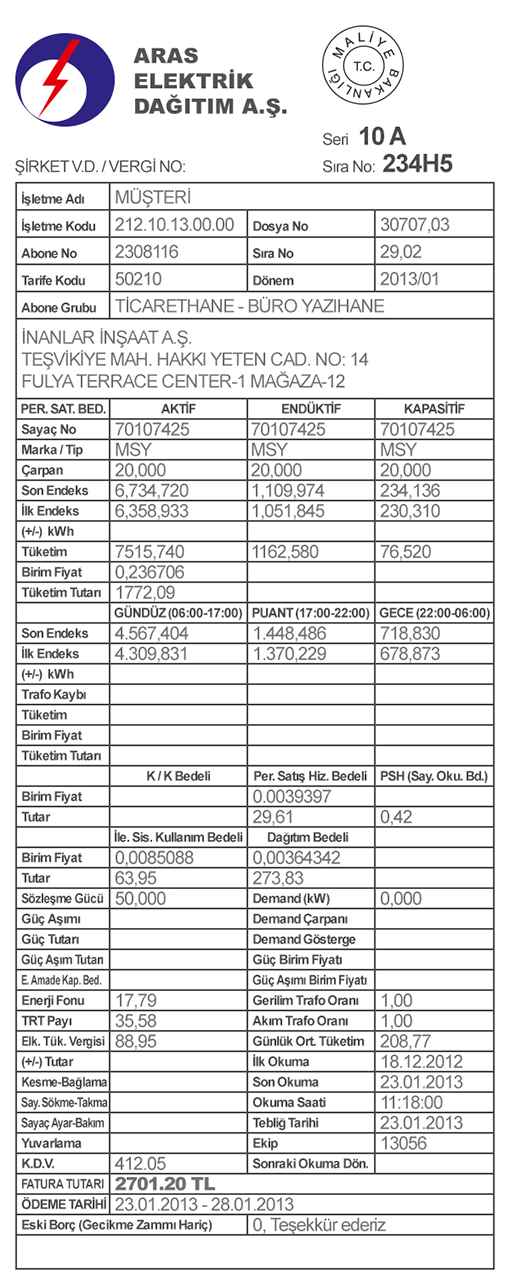 ARAS
ELEKTRİK
DAĞITIM A.Ş.
MALİYE BAKANLIĞI
T.C.
Seri 10 A
ŞİRKET V.D. / VERGİ NO: Sıra No: 234H5
İşletme Adı MÜŞTERİ
İşletme Kodu 212.10.13.00.00 Dosya No 30707,03
Abone No 2308116 Sıra No 29,02
Tarife Kodu 50210 Dönem 2013/01
Abone Grubu TİCARETHANE - BÜRO YAZIHANE
İNANLAR İNŞAAT A.Ş.
TEŞVİKİYE MAH. HAKKI YETEN CAD. NO: 14
FULYA TERRACE CENTER-1 MAĞAZA-12
PER. SAT. BED. AKTİF ENDÜKTİF KAPASİTİF
Sayaç No 70107425 70107425 70107425
Marka / Tip MSY MSY MSY
Çarpan 20,000 20,000 20,000
Son Endeks 6,734,720 1,109,974 234,136
İlk Endeks 6,358,933 1,051,845 230,310
(+/-) kWh
Tüketim 7515,740 1162,580 76,520
Birim Fiyat 0,236706
Tüketim Tutarı 1772,09
GÜNDÜZ (06:00-17:00) PUANT (17:00-22:00) GECE (22:00-06:00)
Son Endeks 4.567,404 1.448,486 718,830
İlk Endeks 4.309,831 1.370,229 678,873
(+/-) kWh
Trafo Kaybı
Tüketim
Birim Fiyat
Tüketim Tutarı
K / K Bedeli Per. Satış Hiz. Bedeli PSH (Say. Oku. Bd.)
Birim Fiyat 0.0039397
Tutar 29,61 0,42
İle. Sis. Kullanım Bedeli Dağıtım Bedeli
Birim Fiyat 0,0085088 0,00364342
Tutar 63,95 273,83
Sözleşme Gücü 50,000 Demand (kW) 0,000
Güç Aşımı Demand Çarpanı
Güç Tutarı Demand Gösterge
Güç Aşım Tutarı Güç Birim Fiyatı
E. Amade Kap. Bed. Güç Aşımı Birim Fiyatı
Enerji Fonu 17,79 Gerilim Trafo Oranı 1,00
TRT Payı 35,58 Akım Trafo Oranı 1,00
Elk. Tük. Vergisi 88,95 Günlük Ort. Tüketim 208,77
(+/-) Tutar İlk Okuma 18.12.2012
Kesme-Bağlama Son Okuma 23.01.2013
Say. Sökme-Takma Okuma Saati 11:18:00
Sayaç Ayar-Bakım Tebliğ Tarihi 23.01.2013
Yuvarlama Ekip 13056
K.D.V. 412.05 Sonraki Okuma Dön.
FATURA TUTARI 2701.20 TL
ÖDEME TARİHİ 23.01.2013 - 28.01.2013
Eski Borç (Gecikme Zammı Hariç) 0, Teşekkür ederiz